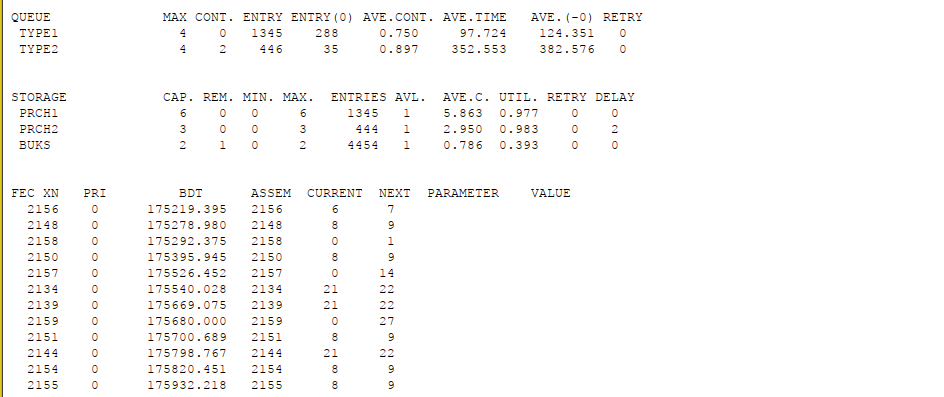 QUEUE MAX CONT. ENTRY ENTRY(0) AVE.CONT. AVE.TIME AVE.(-0) RETRY
TYPE1 4 0 1345 288 0.750 97.724 124.351 0
TYPE2 4 2 446 35 0.897 352.553 382.576 0
STORAGE CAP. REM. MIN. MAX. ENTRIES AVL. AVE.C. UTIL. RETRY DELAY
PRCH1 6 0 0 6 1345 1 5.863 0.977 0 0
PRCH2 3 0 0 3 444 1 2.950 0.983 0 2
BUKS 2 1 0 2 4454 1 0.786 0.393 0 0
FEC XN PRI BDT ASSEM CURRENT NEXT PARAMETER VALUE
2156 0 175219.395 2156 6 7
2148 0 175278.980 2148 8 9
2158 0 175292.375 2158 0 1
2150 0 175395.945 2150 8 9
2157 0 175526.452 2157 0 14
2134 0 175540.028 2134 21 22
2139 0 175669.075 2139 21 22
2159 0 175680.000 2159 0 27
2151 0 175700.689 2151 8 9
2144 0 175798.767 2144 21 22
2154 0 175820.451 2154 8 9
2155 0 175932.218 2155 8 9